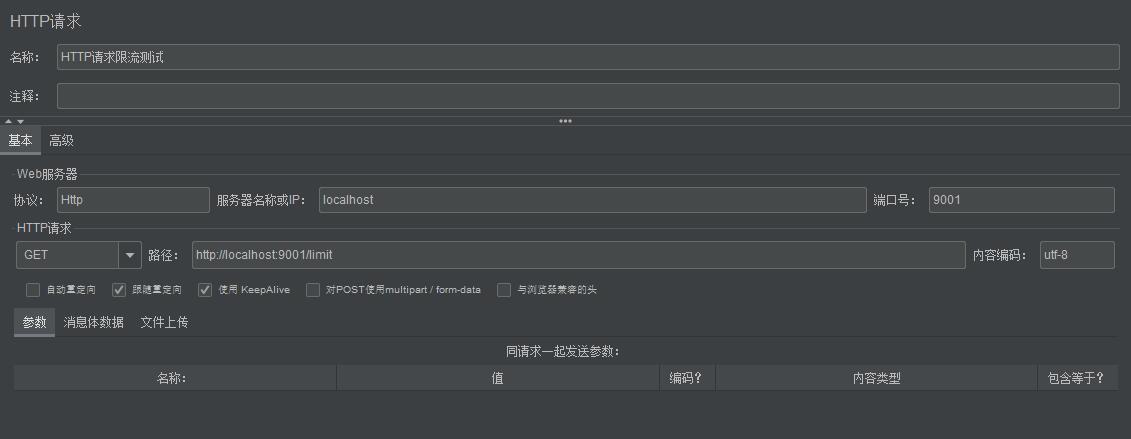 HTTP请求
名称： HTTP请求限流测试
注释：
基本 高级
Web服务器
协议： Http 服务器名称或IP： localhost 端口号： 9001
HTTP请求
GET 路径： http://localhost:9001/limit 内容编码： utf-8
自动重定向 跟随重定向 使用 KeepAlive 对POST使用multipart / form-data 与浏览器兼容的头
参数 消息体数据 文件上传
同请求一起发送参数：
名称： 值 编码？ 内容类型 包含等于？